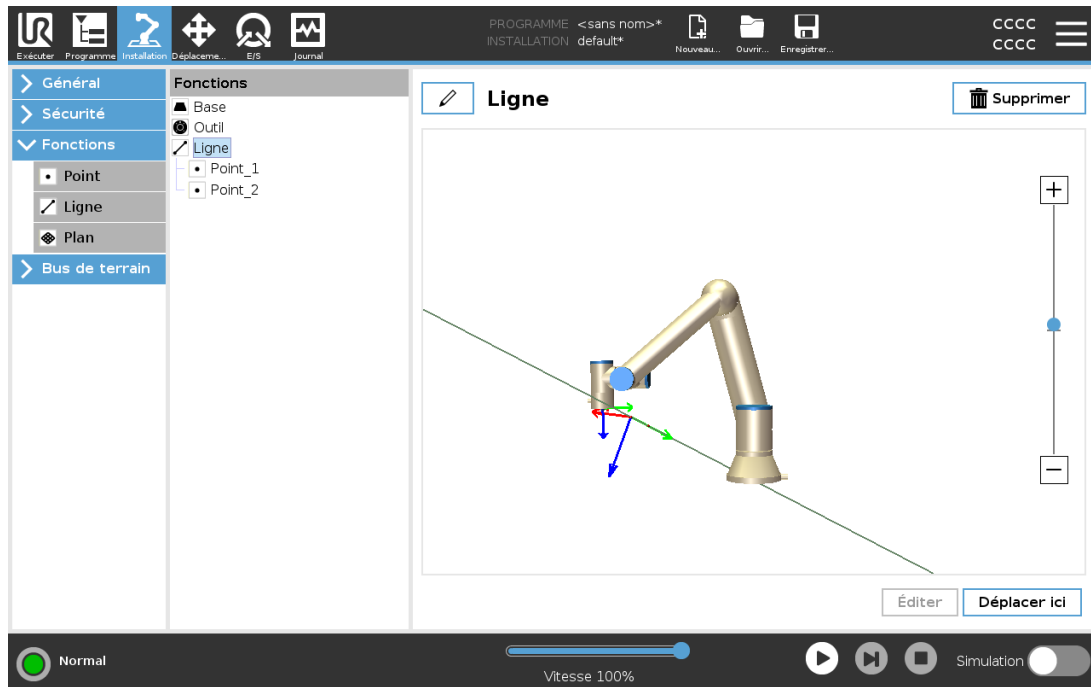 PROGRAMME <sans nom>*
INSTALLATION default*
CCCC
CCCC
Exécuter Programme Installation Déplaceme... E/S Journal
Nouveau... Ouvrir... Enregistrer...
Général
Sécurité
Fonctions
Point
Ligne
Plan
Bus de terrain
Fonctions
Base
Outil
Ligne
Point_1
Point_2
Ligne
Supprimer
Éditer
Déplacer ici
Normal
Vitesse 100%
Simulation